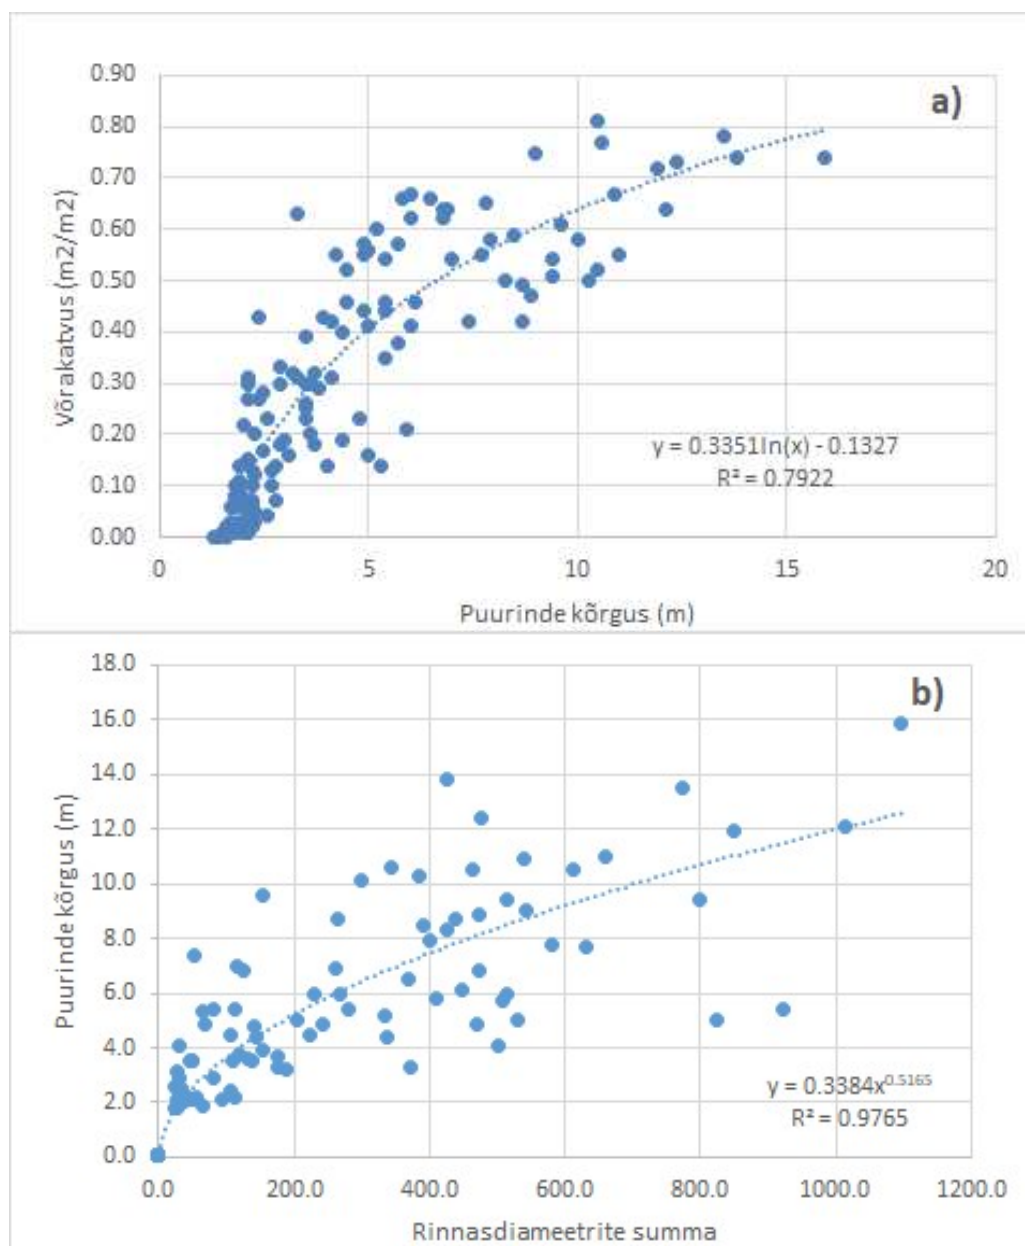 a)
0.90
0.80
0.70
0.60
0.50
0.40
0.30
0.20
0.10
0.00
Võrakatvus (m2/m2)
y = 0.3351ln(x) - 0.1327
R² = 0.7922
0 5 10 15 20
Puurinde kõrgus (m)
b)
18.0
16.0
14.0
12.0
10.0
8.0
6.0
4.0
2.0
0.0
Puurinde kõrgus (m)
y = 0.3384x^0.5165
R² = 0.9765
0.0 200.0 400.0 600.0 800.0 1000.0 1200.0
Rinnasdiameetrite summa